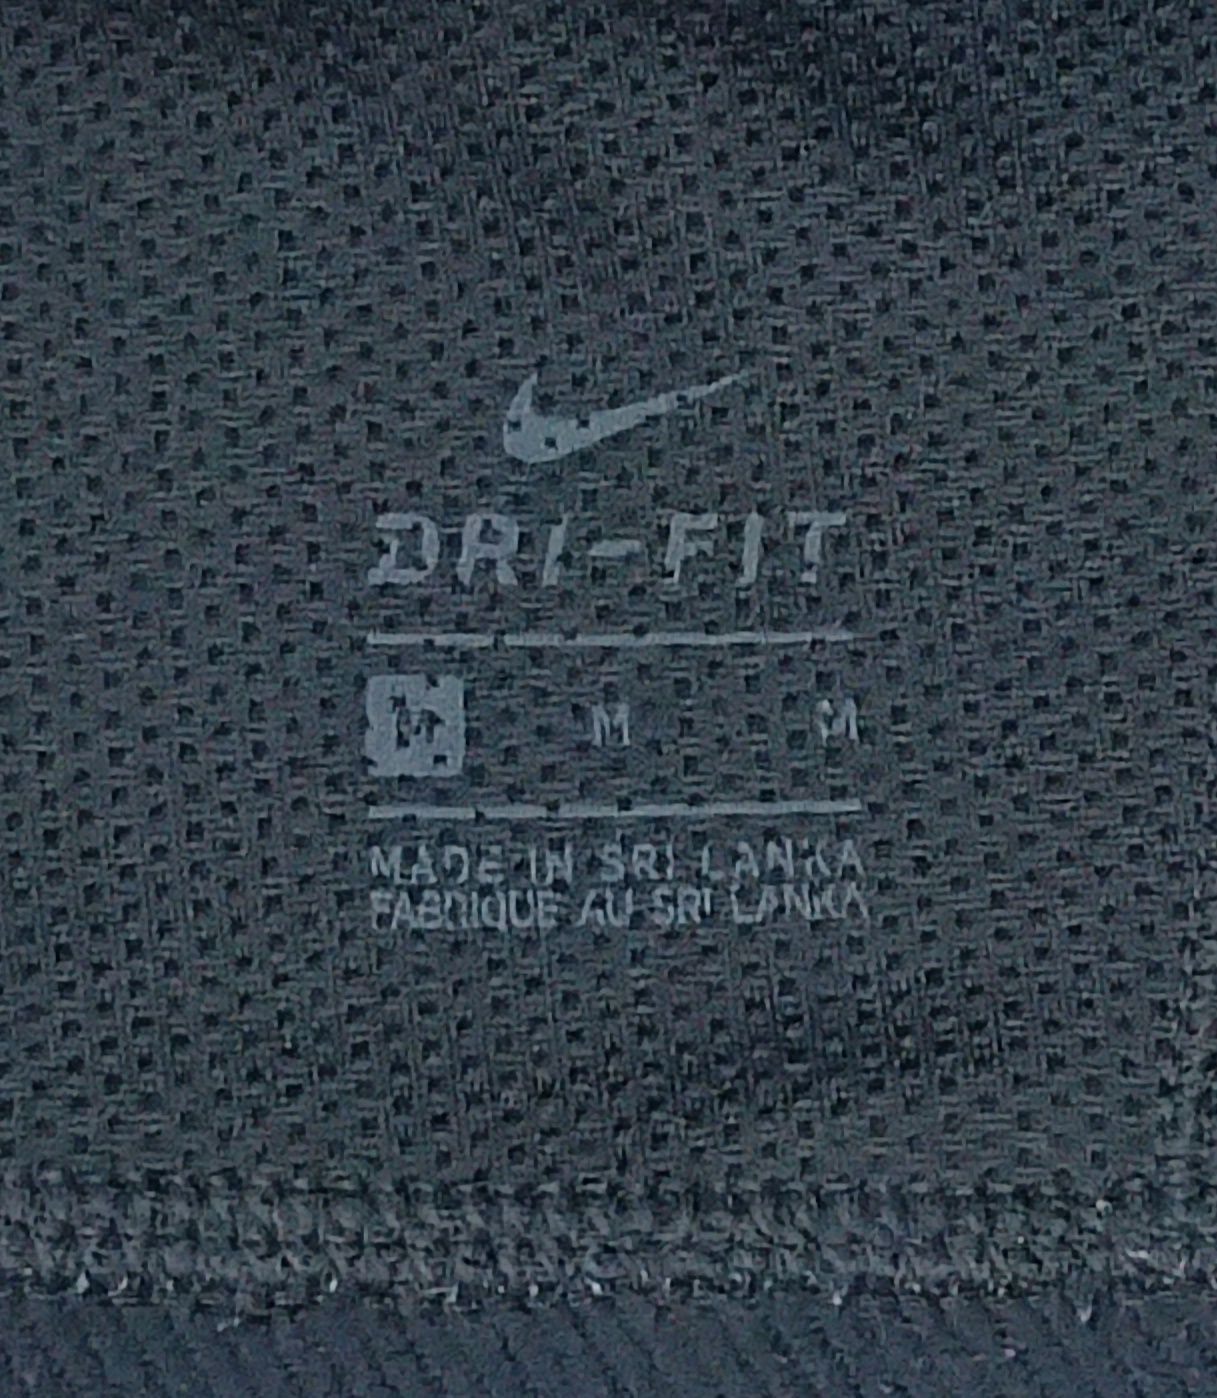 DRI-FIT
M M M
MADE IN SRI LANKA
FABRIQUE AU SRI LANKA